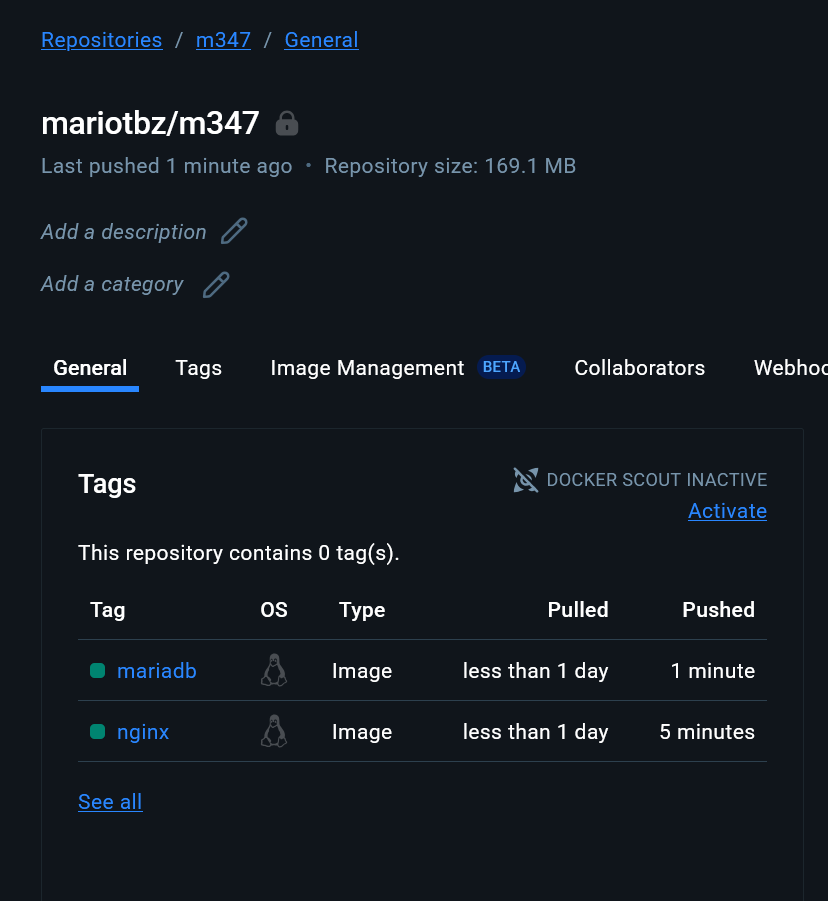 Repositories / m347 / General
mariotbz/m347
Last pushed 1 minute ago • Repository size: 169.1 MB
Add a description
Add a category
General Tags Image Management BETA Collaborators Webhoo
Tags
DOCKER SCOUT INACTIVE
Activate
This repository contains 0 tag(s).
Tag OS Type Pulled Pushed
mariadb Image less than 1 day 1 minute
nginx Image less than 1 day 5 minutes
See all